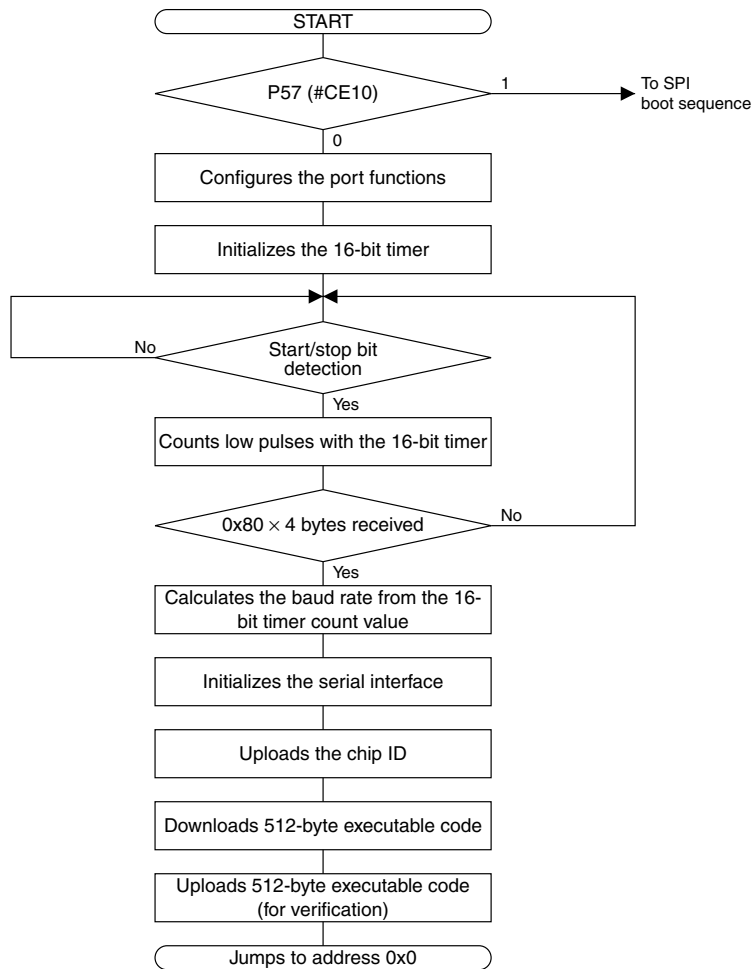 START
P57 (#CE10)
1
To SPI
boot sequence
0
Configures the port functions
Initializes the 16-bit timer
No
Start/stop bit
detection
Yes
Counts low pulses with the 16-bit timer
0x80 × 4 bytes received
No
Yes
Calculates the baud rate from the 16-
bit timer count value
Initializes the serial interface
Uploads the chip ID
Downloads 512-byte executable code
Uploads 512-byte executable code
(for verification)
Jumps to address 0x0